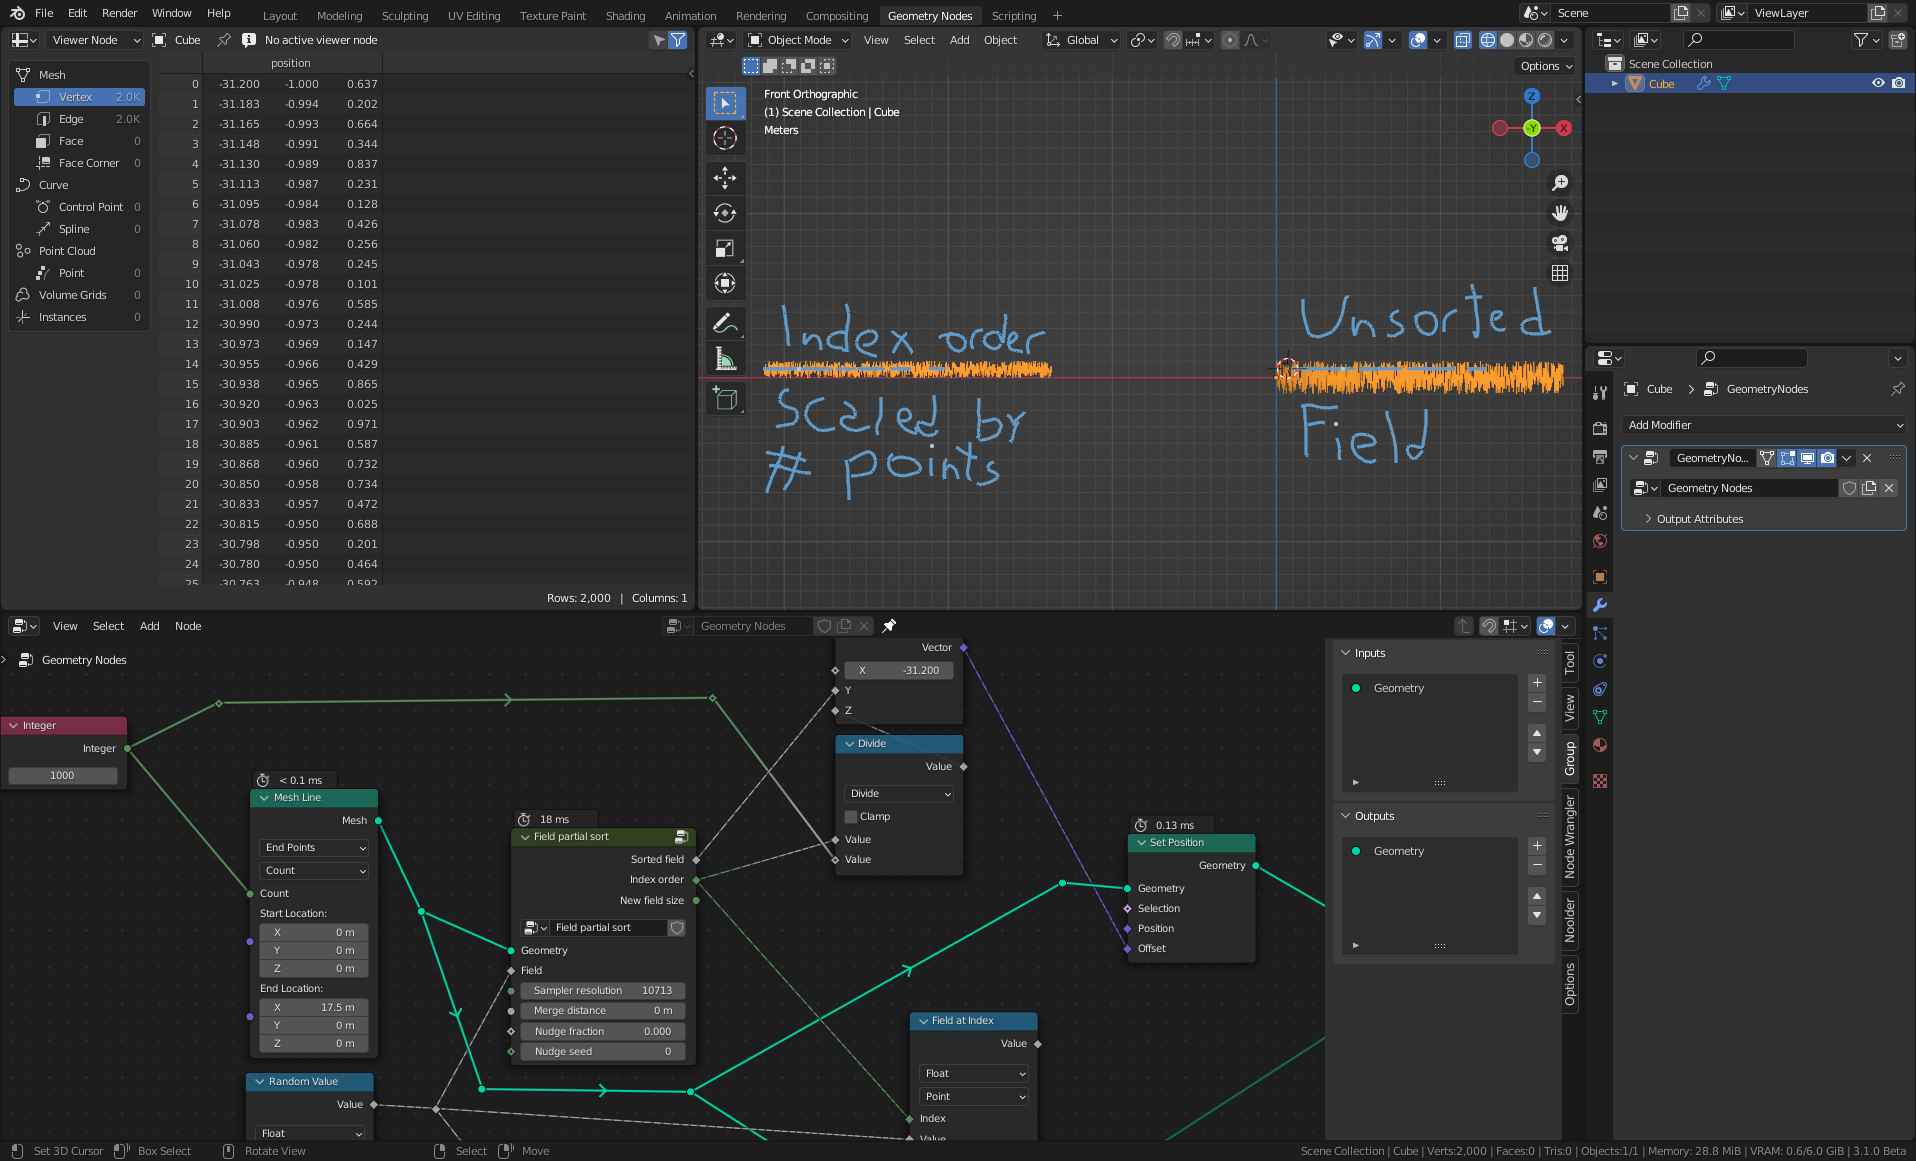 File Edit Render Window Help Layout Modeling Sculpting UV Editing Texture Paint Shading Animation Rendering Compositing Geometry Nodes Scripting + Scene ViewLayer
Viewer Node Cube No active viewer node
position
Mesh
Vertex 2.0K
Edge 2.0K
Face 0
Face Corner 0
Curve
Control Point 0
Spline 0
Point Cloud
Point 0
Volume Grids 0
Instances 0
0 -31.200 -1.000 0.637
1 -31.183 -0.994 0.202
2 -31.165 -0.993 0.664
3 -31.148 -0.991 0.344
4 -31.130 -0.989 0.837
5 -31.113 -0.987 0.231
6 -31.095 -0.984 0.128
7 -31.078 -0.983 0.426
8 -31.060 -0.982 0.256
9 -31.043 -0.978 0.245
10 -31.025 -0.978 0.101
11 -31.008 -0.976 0.585
12 -30.990 -0.973 0.244
13 -30.973 -0.969 0.147
14 -30.955 -0.966 0.429
15 -30.938 -0.965 0.865
16 -30.920 -0.963 0.025
17 -30.903 -0.962 0.971
18 -30.885 -0.961 0.587
19 -30.868 -0.960 0.732
20 -30.850 -0.958 0.734
21 -30.833 -0.957 0.472
22 -30.815 -0.950 0.688
23 -30.798 -0.950 0.201
24 -30.780 -0.950 0.464
25 -30.763 -0.948 0.592
Rows: 2,000 | Columns: 1
Object Mode View Select Add Object Global
Options
Front Orthographic
(1) Scene Collection | Cube
Meters
Z
-Y
X
Index order
Scaled by
# points
Unsorted
Field
Scene Collection
Cube
Cube > GeometryNodes
Add Modifier
GeometryNo...
Geometry Nodes
Output Attributes
View Select Add Node Geometry Nodes
Geometry Nodes
Integer
Integer
1000
< 0.1 ms
Mesh Line
Mesh
End Points
Count
Count
Start Location:
X 0 m
Y 0 m
Z 0 m
End Location:
X 17.5 m
Y 0 m
Z 0 m
Random Value
Value
Float
18 ms
Field partial sort
Sorted field
Index order
New field size
Field partial sort
Geometry
Field
Sampler resolution 10713
Merge distance 0 m
Nudge fraction 0.000
Nudge seed 0
Vector
X -31.200
Y
Z
Divide
Value
Divide
Clamp
Value
Value
Field at Index
Value
Float
Point
Index
Value
0.13 ms
Set Position
Geometry
Geometry
Selection
Position
Offset
Inputs
Geometry
Outputs
Geometry
Tool
View
Group
Node Wrangler
Noodler
Options
Set 3D Cursor Box Select Rotate View Select Move Scene Collection | Cube | Verts:2,000 | Faces:0 | Tris:0 | Objects:1/1 | Memory: 28.8 MiB | VRAM: 0.6/6.0 GiB | 3.1.0 Beta